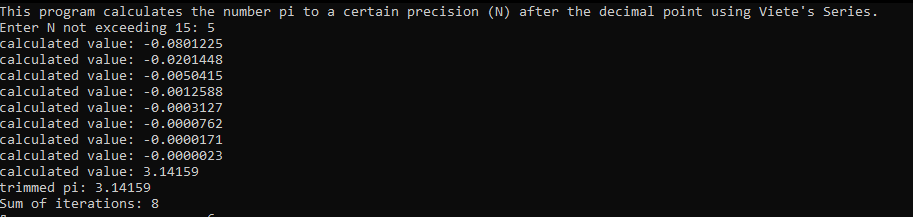 This program calculates the number pi to a certain precision (N) after the decimal point using Viete's Series.
Enter N not exceeding 15: 5
calculated value: -0.0801225
calculated value: -0.0201448
calculated value: -0.0050415
calculated value: -0.0012588
calculated value: -0.0003127
calculated value: -0.0000762
calculated value: -0.0000171
calculated value: -0.0000023
calculated value: 3.14159
trimmed pi: 3.14159
Sum of iterations: 8